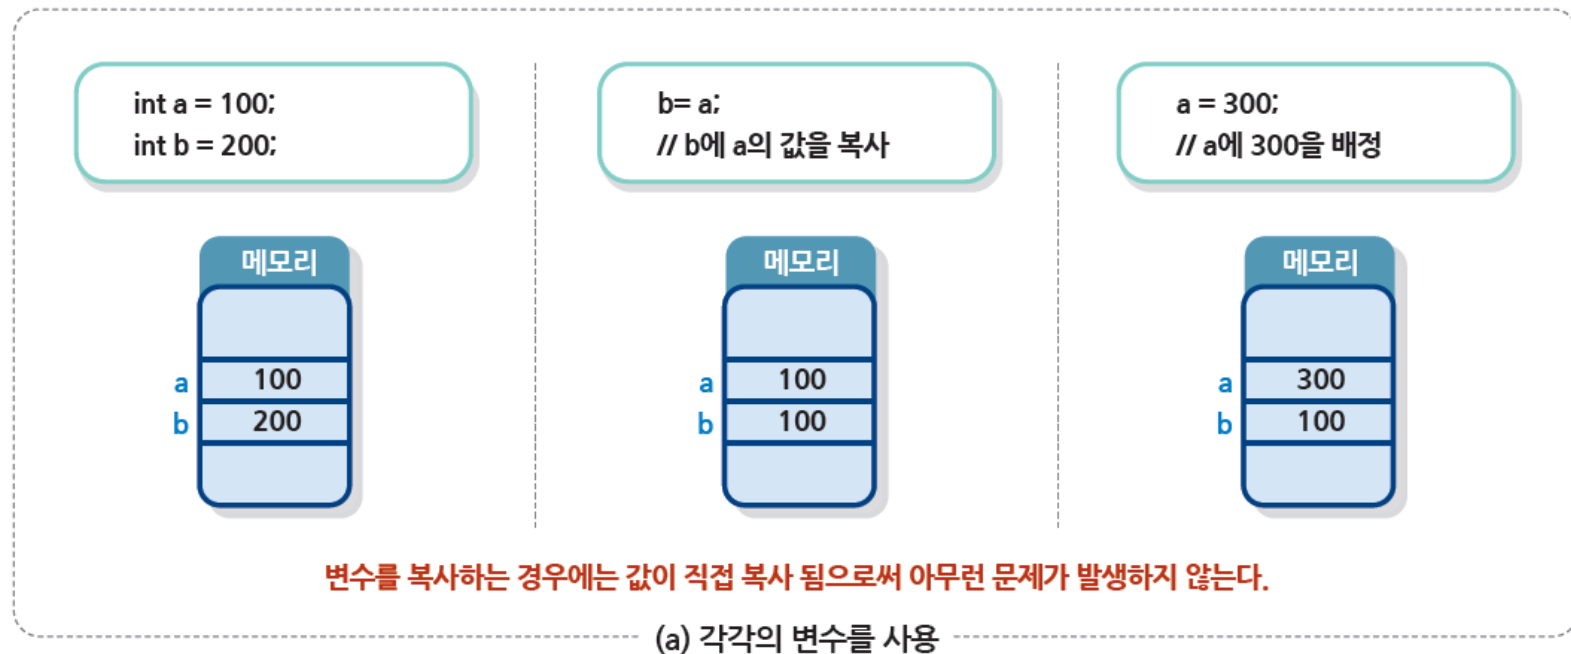 int a = 100;
int b = 200;
b= a;
// b에 a의 값을 복사
a = 300;
// a에 300을 배정
메모리
a 100
b 200
메모리
a 100
b 100
메모리
a 300
b 100
변수를 복사하는 경우에는 값이 직접 복사 됨으로써 아무런 문제가 발생하지 않는다.
(a) 각각의 변수를 사용